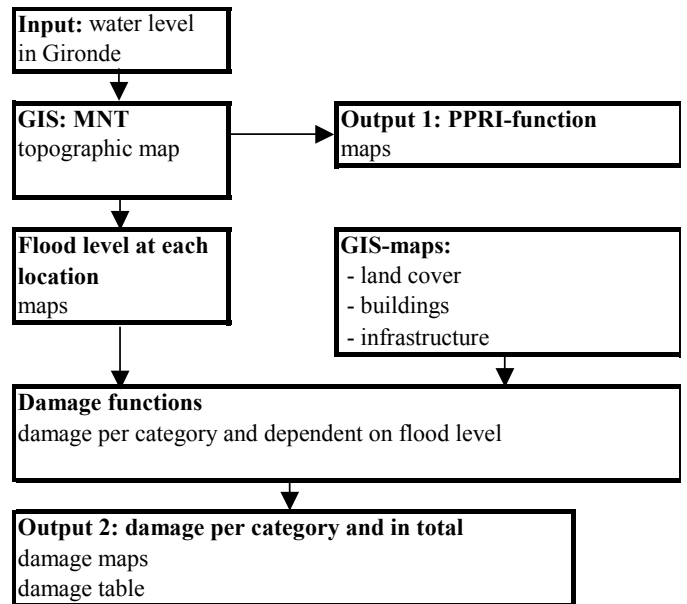 Input: water level
in Gironde
GIS: MNT
topographic map
Output 1: PPRI-function
maps
Flood level at each
location
maps
GIS-maps:
- land cover
- buildings
- infrastructure
Damage functions
damage per category and dependent on flood level
Output 2: damage per category and in total
damage maps
damage table